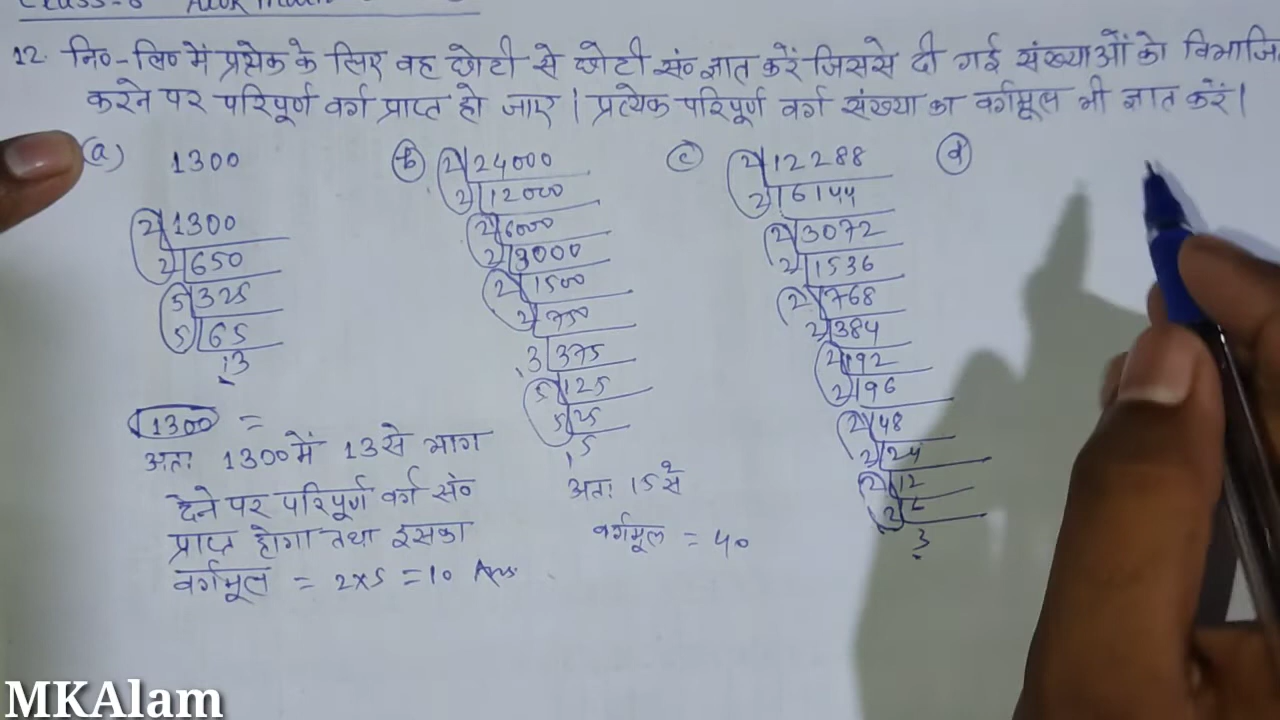 12. नि०-लि० में प्रत्येक के लिए वह छोटी से छोटी सं० ज्ञात करें जिससे दी गई संख्याओं को विभाजि
करने पर परिपूर्ण वर्ग प्राप्त हो जाए। प्रत्येक परिपूर्ण वर्ग संख्या का वर्गमूल भी ज्ञात करें।
(a) 1300
2 1300
2 650
5 325
5 65
13
1300 =
अतः 1300 में 13 से भाग
देने पर परिपूर्ण वर्ग सं०
प्राप्त होगा तथा इसका
वर्गमूल = 2x5 = 10 Ans.
(b) 2 24000
2 12000
2 6000
2 3000
2 1500
2 750
3 375
5 125
5 25
5
अतः 15 से
वर्गमूल = 40
(c) 2 12288
2 6144
2 3072
2 1536
2 768
2 384
2 192
2 96
2 48
2 24
2 12
2 6
3
(d)
MKAlam